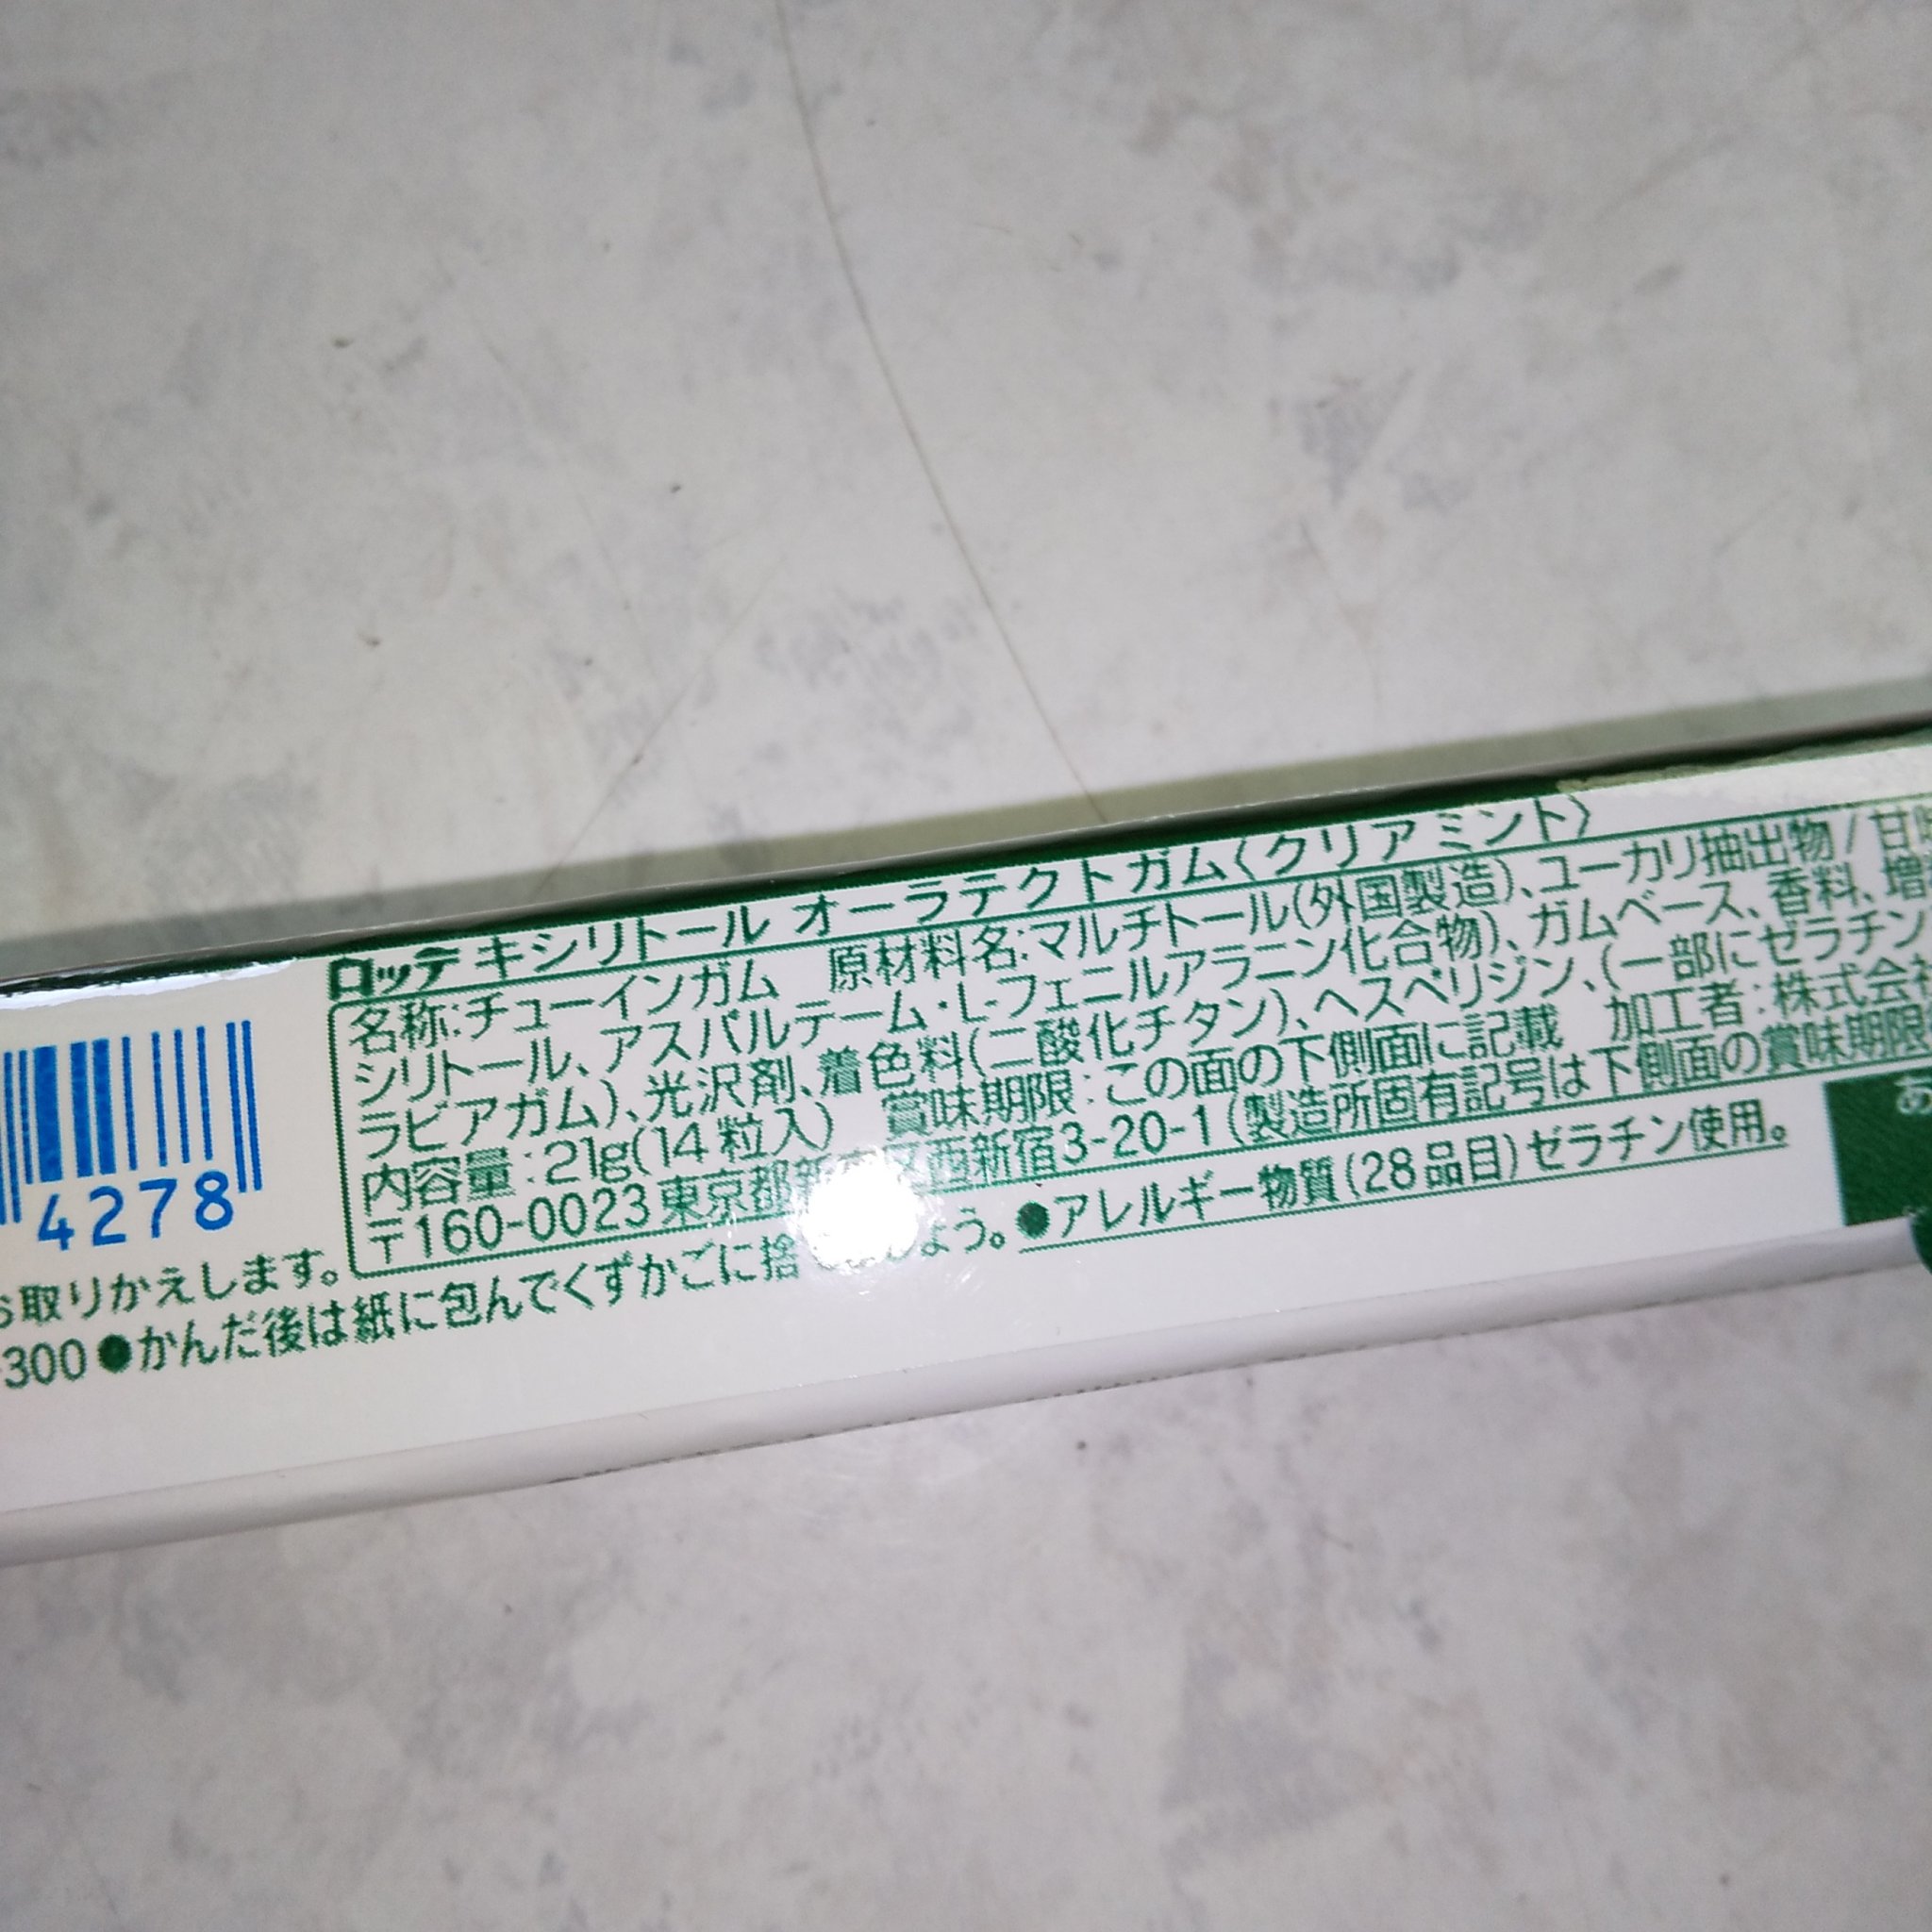 ロッテ キシリトール オーラテクトガム〈クリアミント〉
名称:チューインガム 原材料名:マルチトール(外国製造)、ユーカリ抽出物/甘
シリトール、アスパルテーム・L-フェニルアラニン化合物)、ガムベース、香料、増
ラビアガム)、光沢剤、着色料(二酸化チタン)、ヘスペリジン、(一部にゼラチン
内容量:21g(14粒入) 賞味期限:この面の下側面に記載 加工者:株式会社
〒160-0023 東京都新 区西新宿3-20-1(製造所固有記号は下側面の賞味期限
4278
お取りかえします。
300 ●かんだ後は紙に包んでくずかごに捨 しょう。 ●アレルギー物質(28品目)ゼラチン使用。